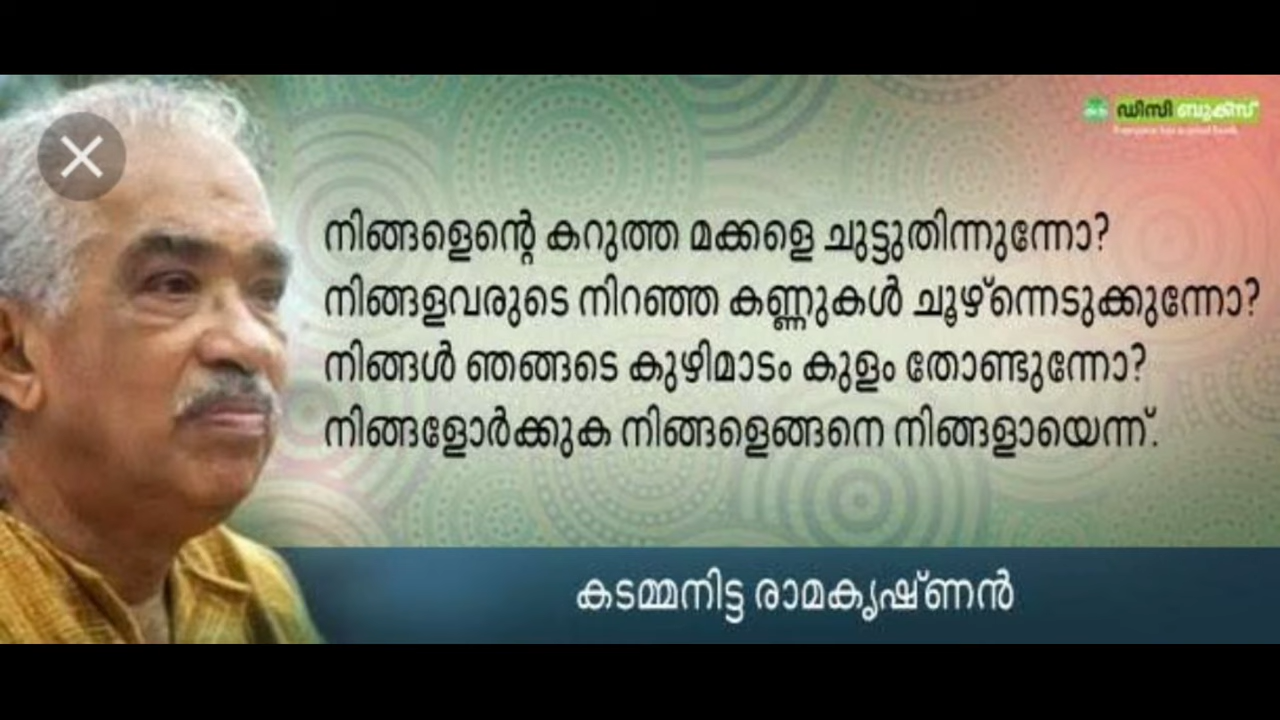 ഡിസി ബുക്സ്
നിങ്ങളെന്റെ കറുത്ത മക്കളെ ചുട്ടുതിന്നുന്നോ?
നിങ്ങളവരുടെ നിറഞ്ഞ കണ്ണുകൾ ചൂഴ്ന്നെടുക്കുന്നോ?
നിങ്ങൾ ഞങ്ങടെ കുഴിമാടം കുളം തോണ്ടുന്നോ?
നിങ്ങളോർക്കുക നിങ്ങളെങ്ങനെ നിങ്ങളായെന്ന്.
കടമ്മനിട്ട രാമകൃഷ്ണൻ